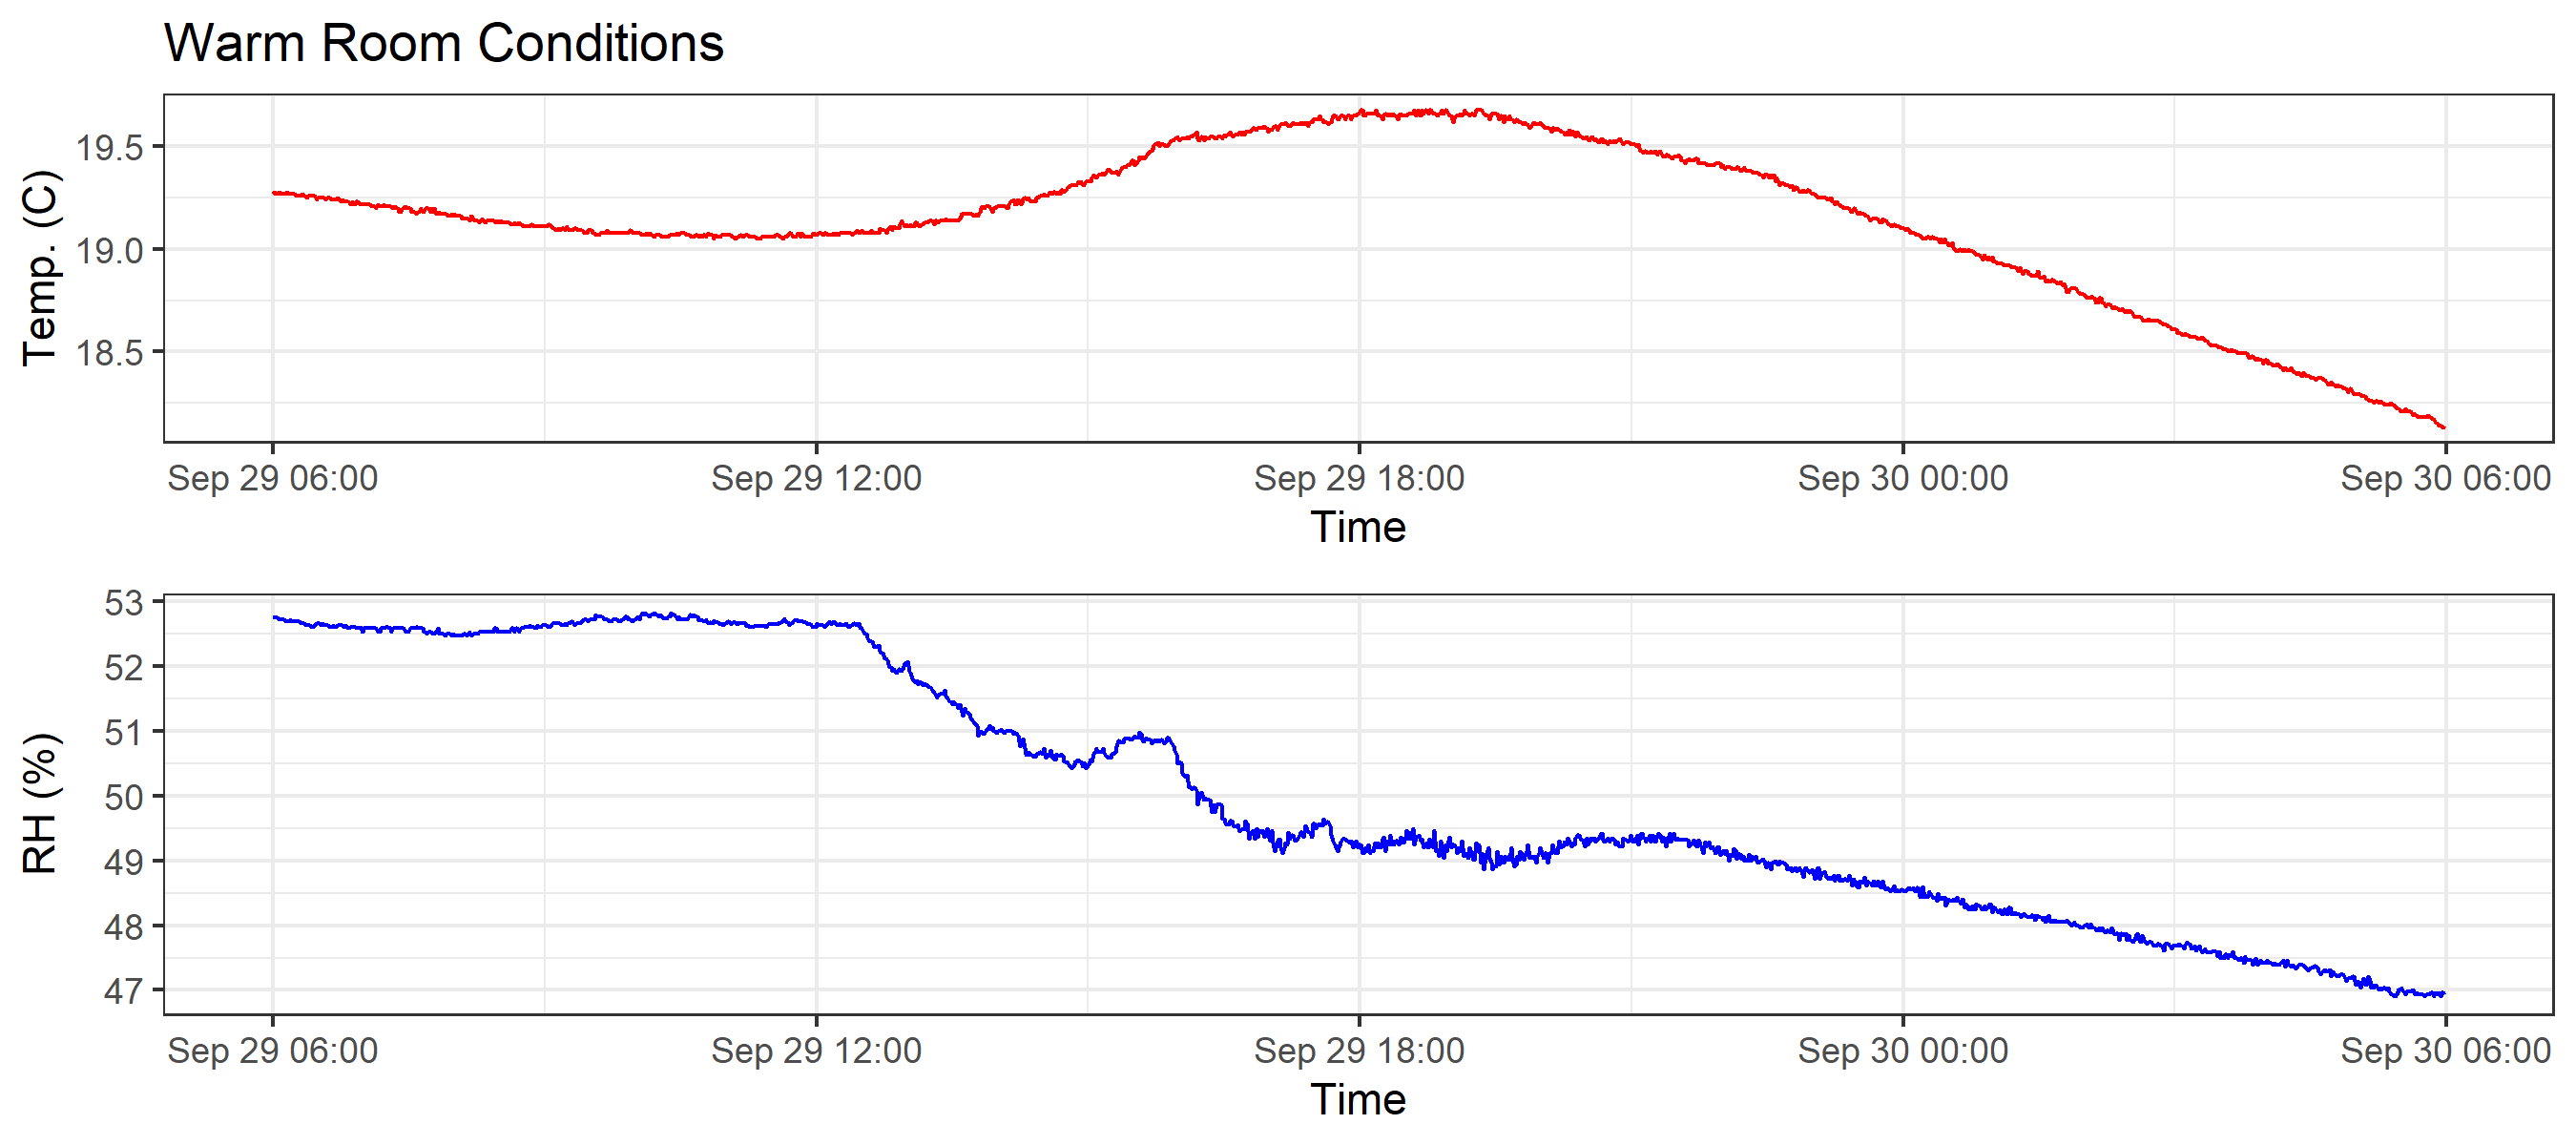 Warm Room Conditions
Temp. (C)
19.5
19.0
18.5
Sep 29 06:00 Sep 29 12:00 Sep 29 18:00 Sep 30 00:00 Sep 30 06:00
Time
RH (%)
53
52
51
50
49
48
47
Sep 29 06:00 Sep 29 12:00 Sep 29 18:00 Sep 30 00:00 Sep 30 06:00
Time